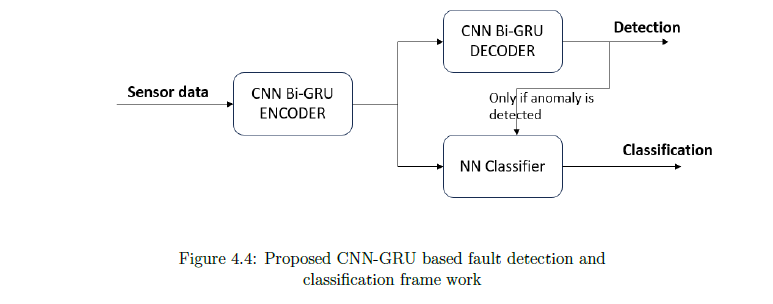 Sensor data
CNN Bi-GRU
ENCODER
CNN Bi-GRU
DECODER
Detection
Only if anomaly is
detected
NN Classifier
Classification
Figure 4.4: Proposed CNN-GRU based fault detection and
classification frame work